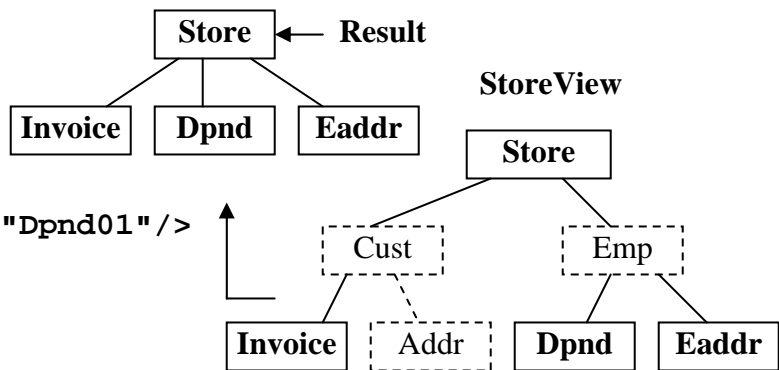 Store
Result
Invoice Dpnd Eaddr
StoreView
Store
"Dpnd01"/>
Cust Emp
Invoice Addr Dpnd Eaddr